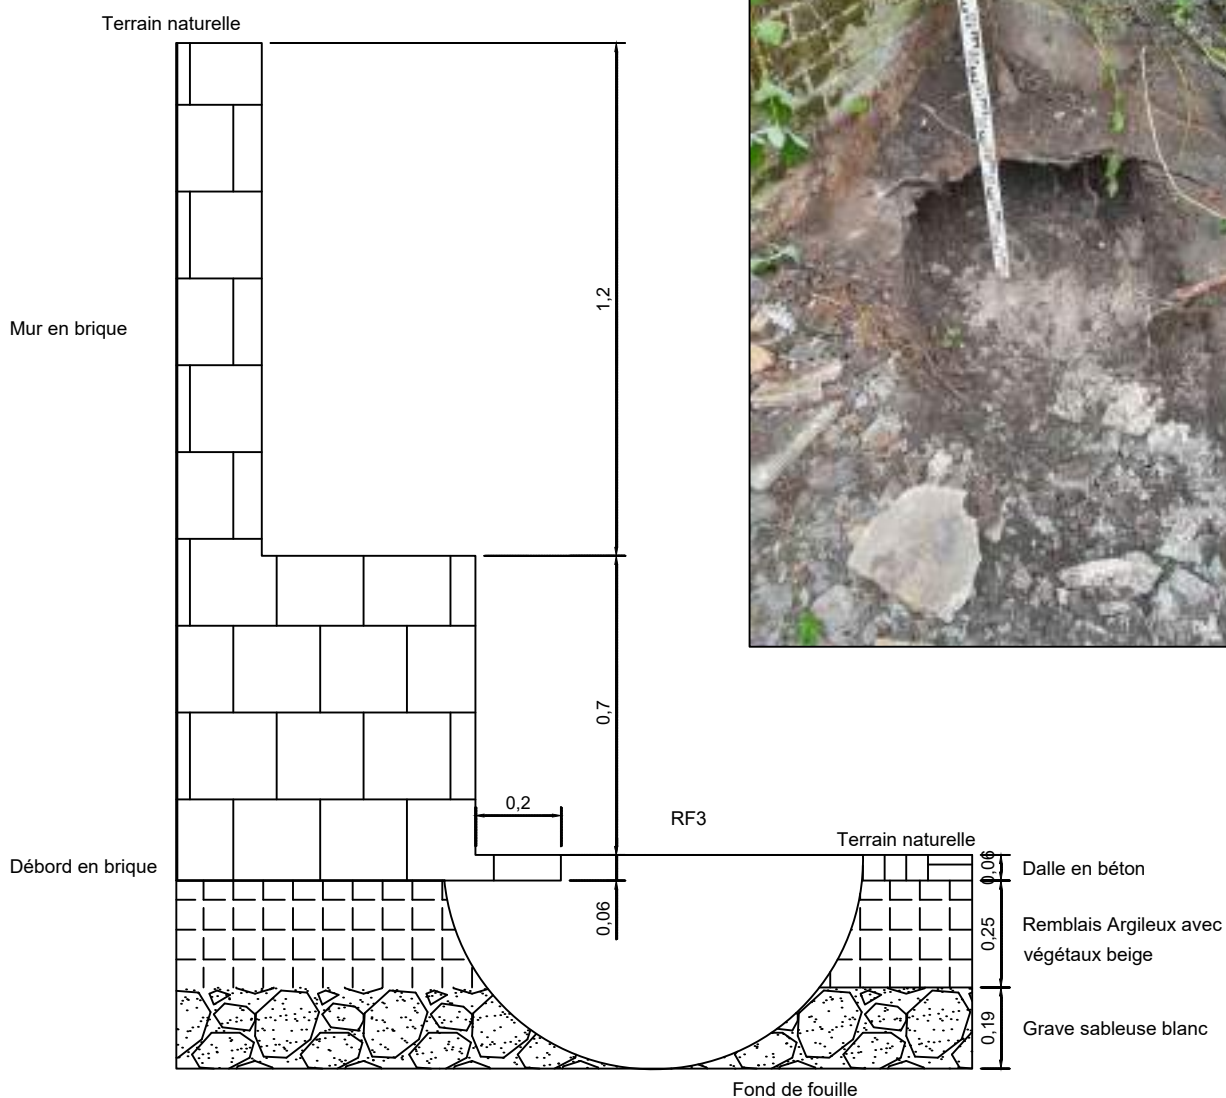 Terrain naturelle
1,2
Mur en brique
0,7
0,2
RF3
Terrain naturelle
Débord en brique
0,06
0,06
Dalle en béton
0,25
Remblais Argileux avec
végétaux beige
0,19
Grave sableuse blanc
Fond de fouille